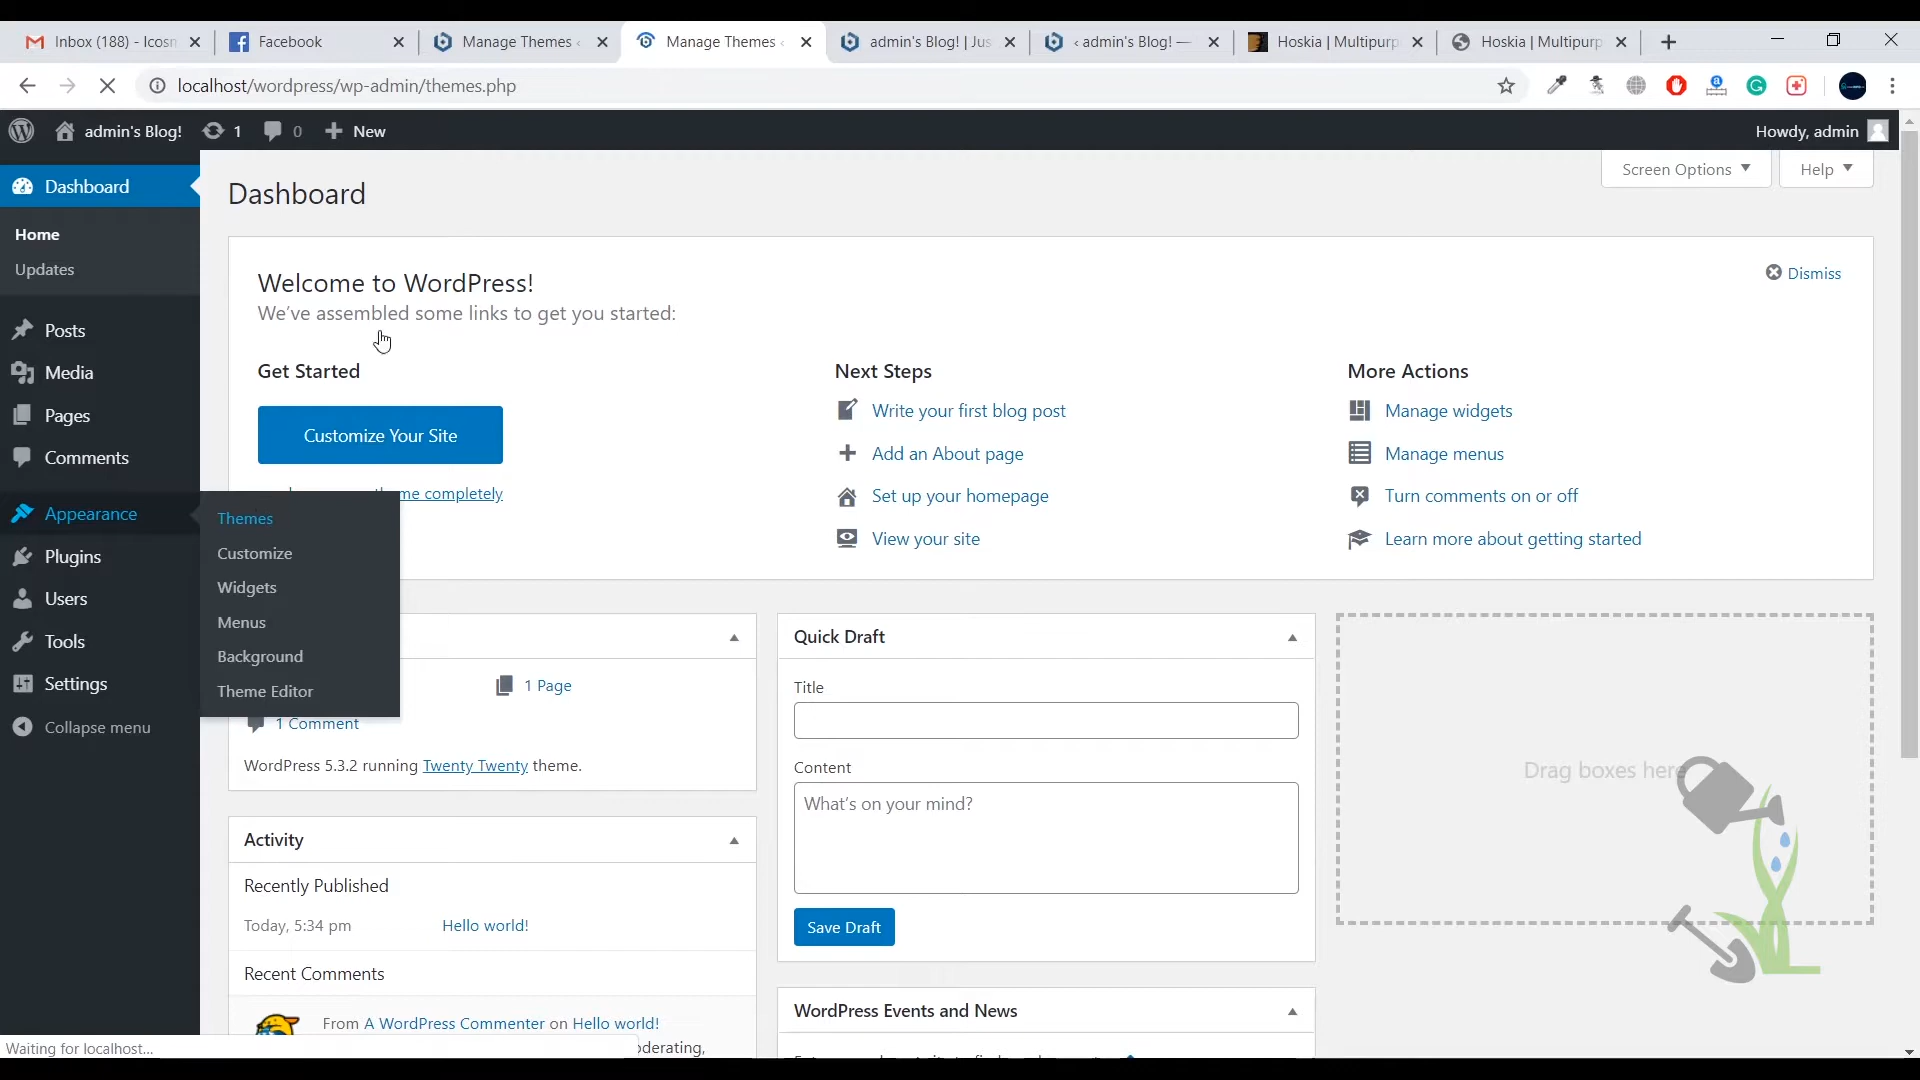 Inbox (188) - Icosn
Facebook
Manage Themes ‹
Manage Themes ‹
admin's Blog! | Jus
‹ admin's Blog! —
Hoskia | Multipurp
Hoskia | Multipurp
localhost/wordpress/wp-admin/themes.php
admin's Blog! 1 0 + New
Howdy, admin
Dashboard
Home
Updates
Posts
Media
Pages
Comments
Appearance
Plugins
Users
Tools
Settings
Collapse menu
Themes
Customize
Widgets
Menus
Background
Theme Editor
Screen Options
Help
Dashboard
Welcome to WordPress!
We've assembled some links to get you started:
Dismiss
Get Started
Customize Your Site
completely
Next Steps
Write your first blog post
Add an About page
Set up your homepage
View your site
More Actions
Manage widgets
Manage menus
Turn comments on or off
Learn more about getting started
1 Page
1 Comment
WordPress 5.3.2 running Twenty Twenty theme.
Activity
Recently Published
Today, 5:34 pm Hello world!
Recent Comments
From A WordPress Commenter on Hello world!
Quick Draft
Title
Content
What's on your mind?
Save Draft
WordPress Events and News
Drag boxes here
Waiting for localhost...